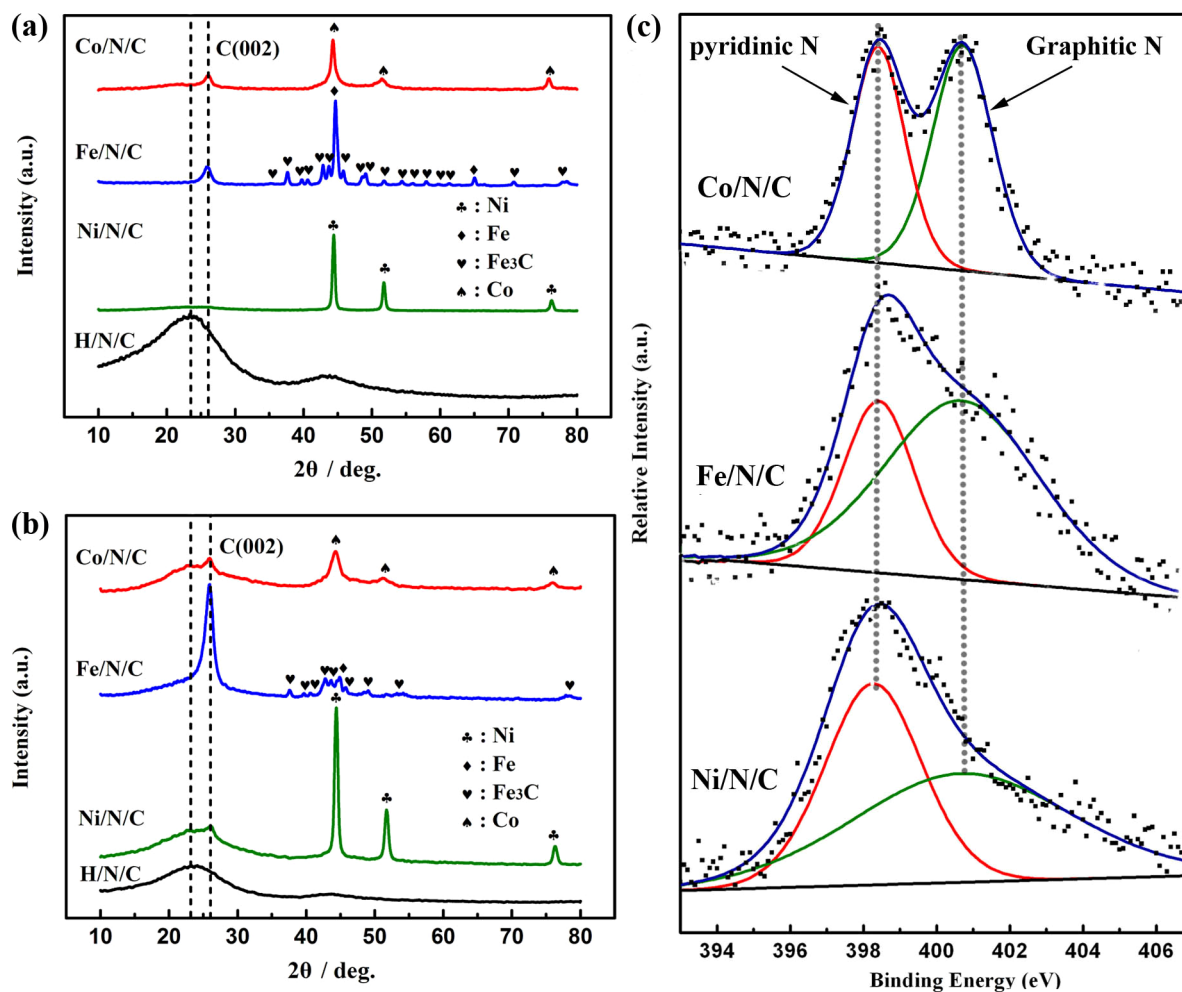 (a)
Co/N/C
C(002)
♠
♠
♠
Fe/N/C
♦
♥ ♥ ♥♥ ♥♥ ♥ ♥♥ ♥ ♥ ♥ ♥ ♥♥ ♦ ♥ ♥
Ni/N/C
♣
♣
♣
♣ : Ni
♦ : Fe
♥ : Fe3C
♠ : Co
H/N/C
Intensity (a.u.)
10 20 30 40 50 60 70 80
2θ / deg.
(b)
Co/N/C
C(002)
♠
♠
♠
Fe/N/C
♥ ♥♥ ♥♥ ♦ ♥ ♥ ♥ ♥
Ni/N/C
♣
♣
♣
♣ : Ni
♦ : Fe
♥ : Fe3C
♠ : Co
H/N/C
Intensity (a.u.)
10 20 30 40 50 60 70 80
2θ / deg.
(c)
pyridinic N
Graphitic N
Co/N/C
Fe/N/C
Ni/N/C
Relative Intensity (a.u.)
394 396 398 400 402 404 406
Binding Energy (eV)